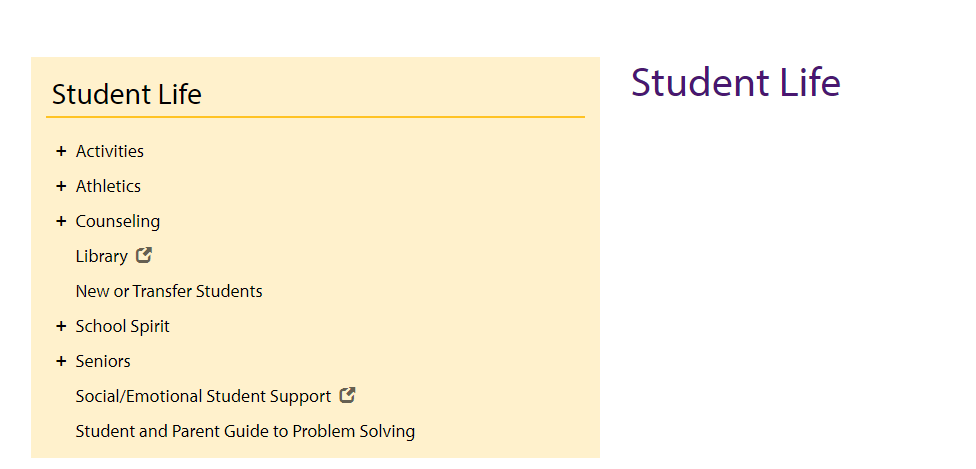 Student Life
+ Activities
+ Athletics
+ Counseling
Library
New or Transfer Students
+ School Spirit
+ Seniors
Social/Emotional Student Support
Student and Parent Guide to Problem Solving
Student Life